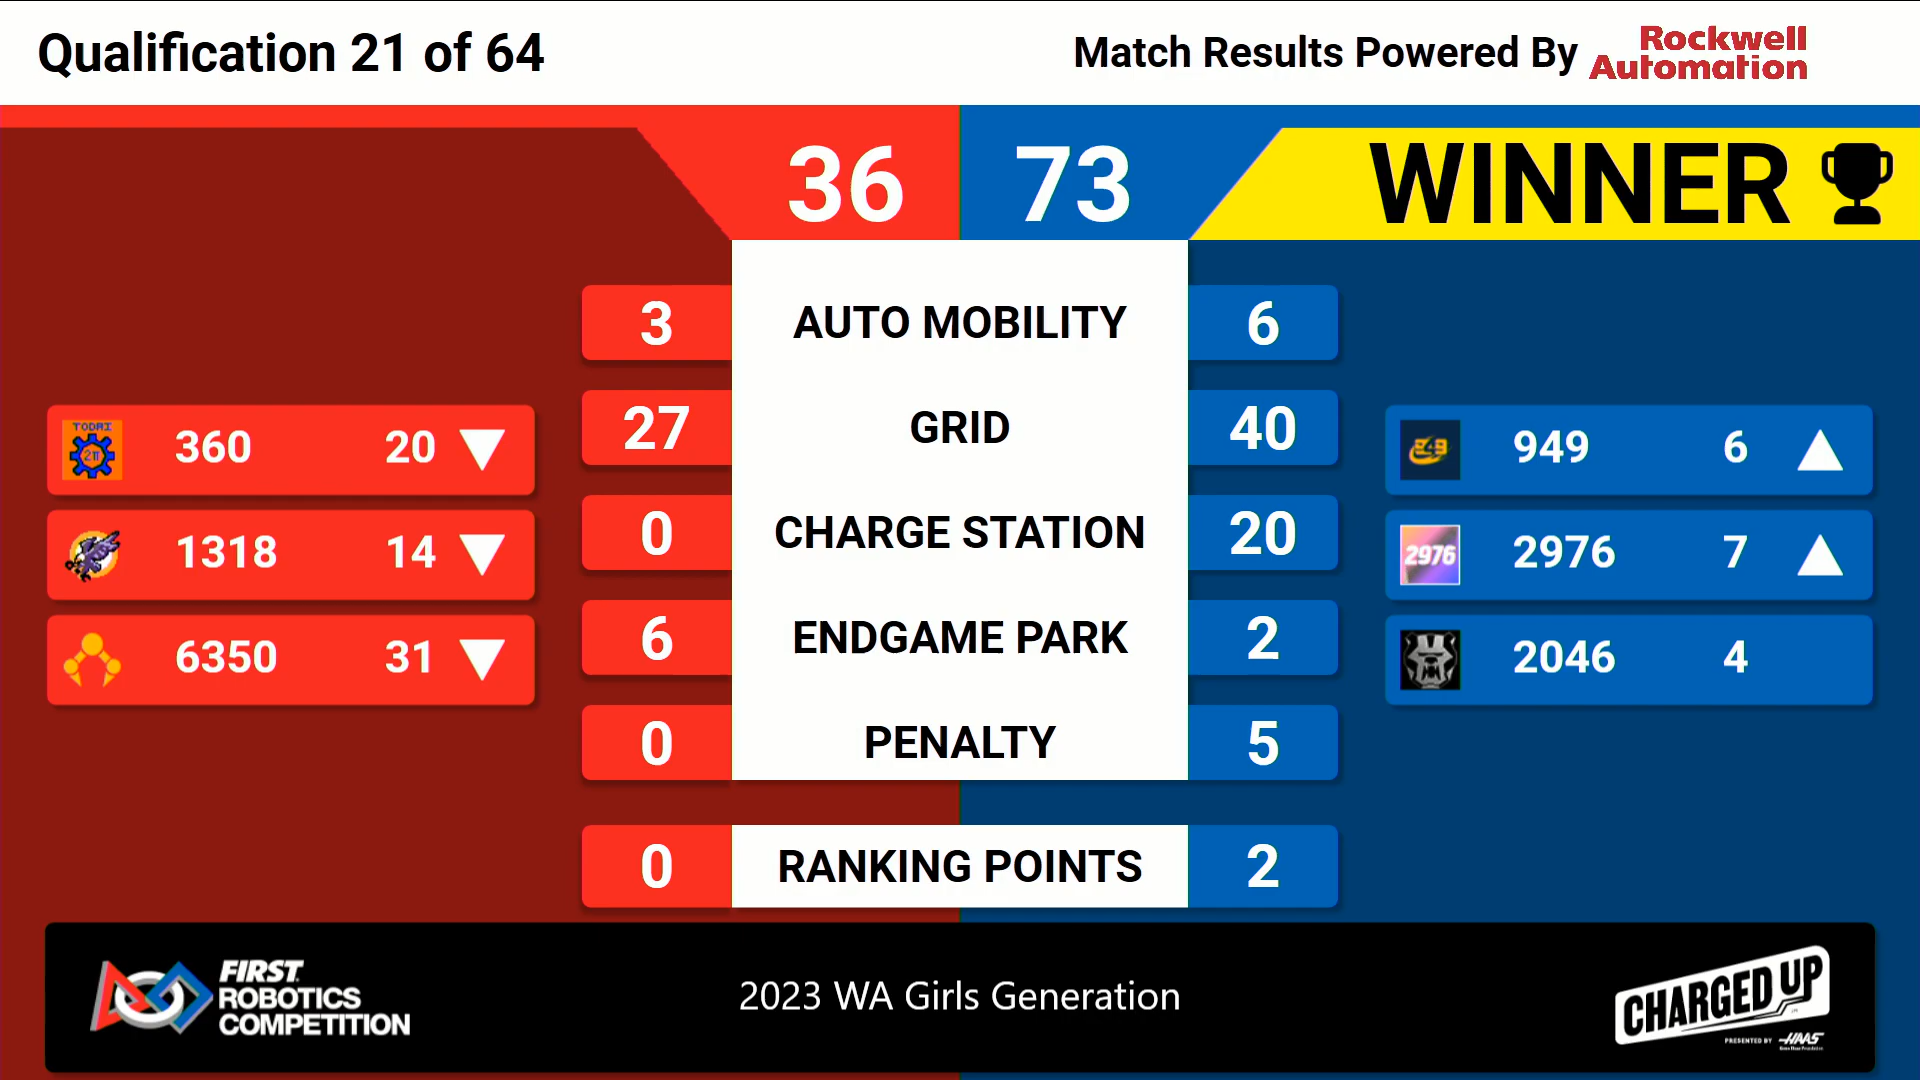 Qualification 21 of 64
Match Results Powered By
Rockwell
Automation
36 73 WINNER
3 AUTO MOBILITY 6
27 GRID 40
0 CHARGE STATION 20
6 ENDGAME PARK 2
0 PENALTY 5
0 RANKING POINTS 2
TODAI
2π
360 20
1318 14
6350 31
949
949 6
2976
2976 7
2046 4
FIRST
ROBOTICS
COMPETITION
2023 WA Girls Generation
CHARGED UP
PRESENTED BY HAAS